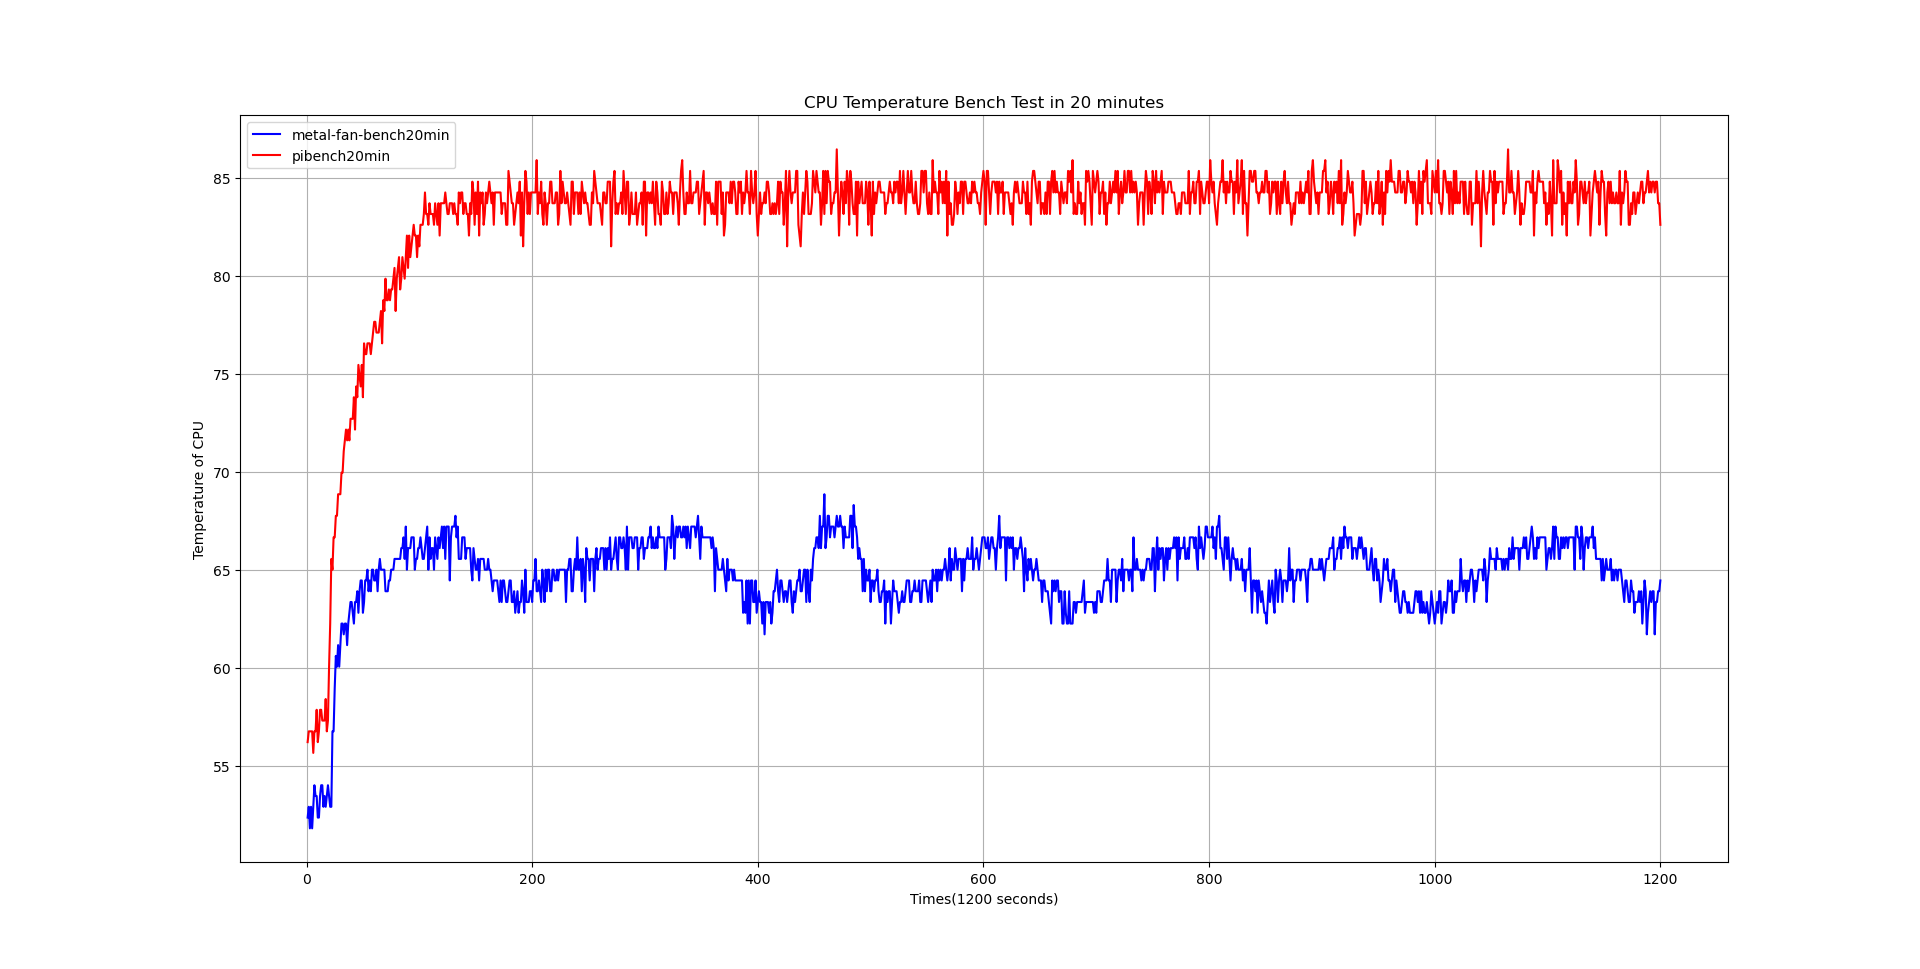 CPU Temperature Bench Test in 20 minutes
metal-fan-bench20min
pibench20min
85
80
75
70
65
60
55
Temperature of CPU
0 200 400 600 800 1000 1200
Times(1200 seconds)